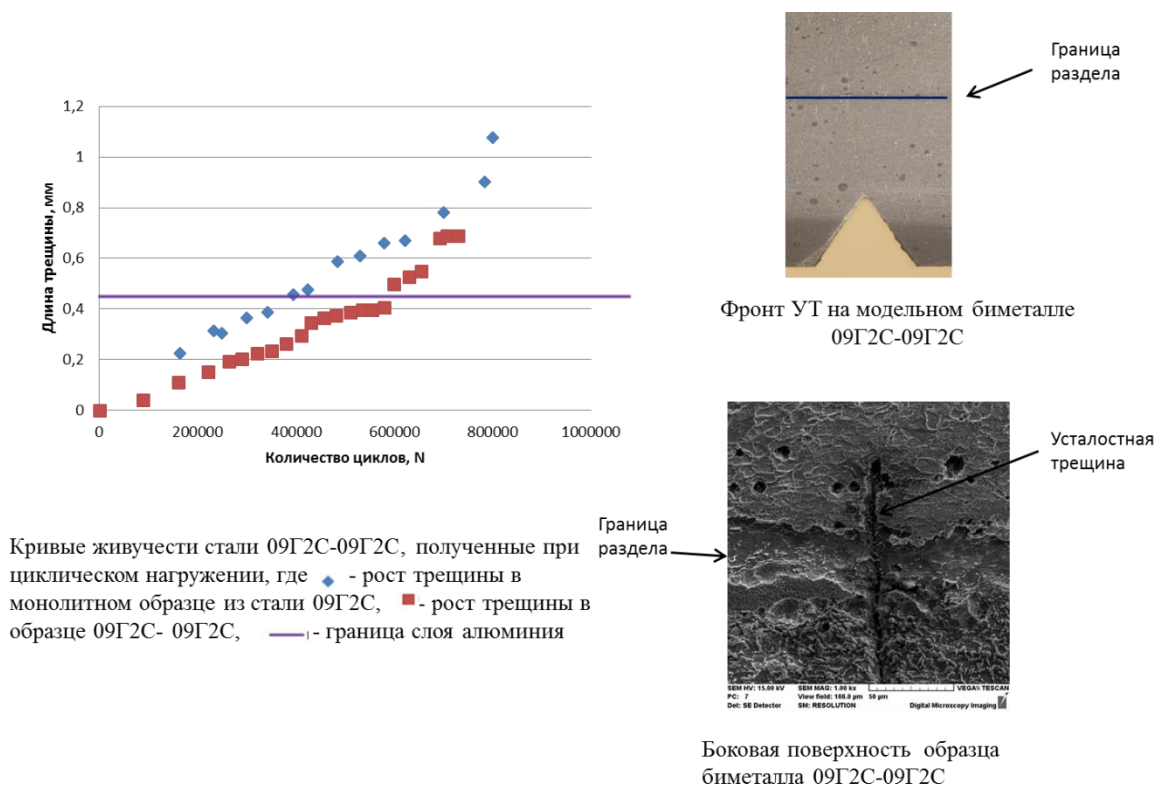 Граница
раздела
1,2
1
0,8
0,6
0,4
0,2
0
Длина трещины, мм
0
200000
400000
600000
800000
1000000
Количество циклов, N
Фронт УТ на модельном биметалле
09Г2С-09Г2С
Усталостная
трещина
Граница
раздела
SEM HV: 15.00 kV
SEM MAG: 1.00 kx
VEGA\\ TESCAN
PC: 7
View field: 166.0 µm
50 µm
Det: SE Detector
SM: RESOLUTION
Digital Microscopy Imaging
Кривые живучести стали 09Г2С-09Г2С, полученные при
циклическом нагружении, где - рост трещины в
монолитном образце из стали 09Г2С, - рост трещины в
образце 09Г2С- 09Г2С, - граница слоя алюминия
Боковая поверхность образца
биметалла 09Г2С-09Г2С